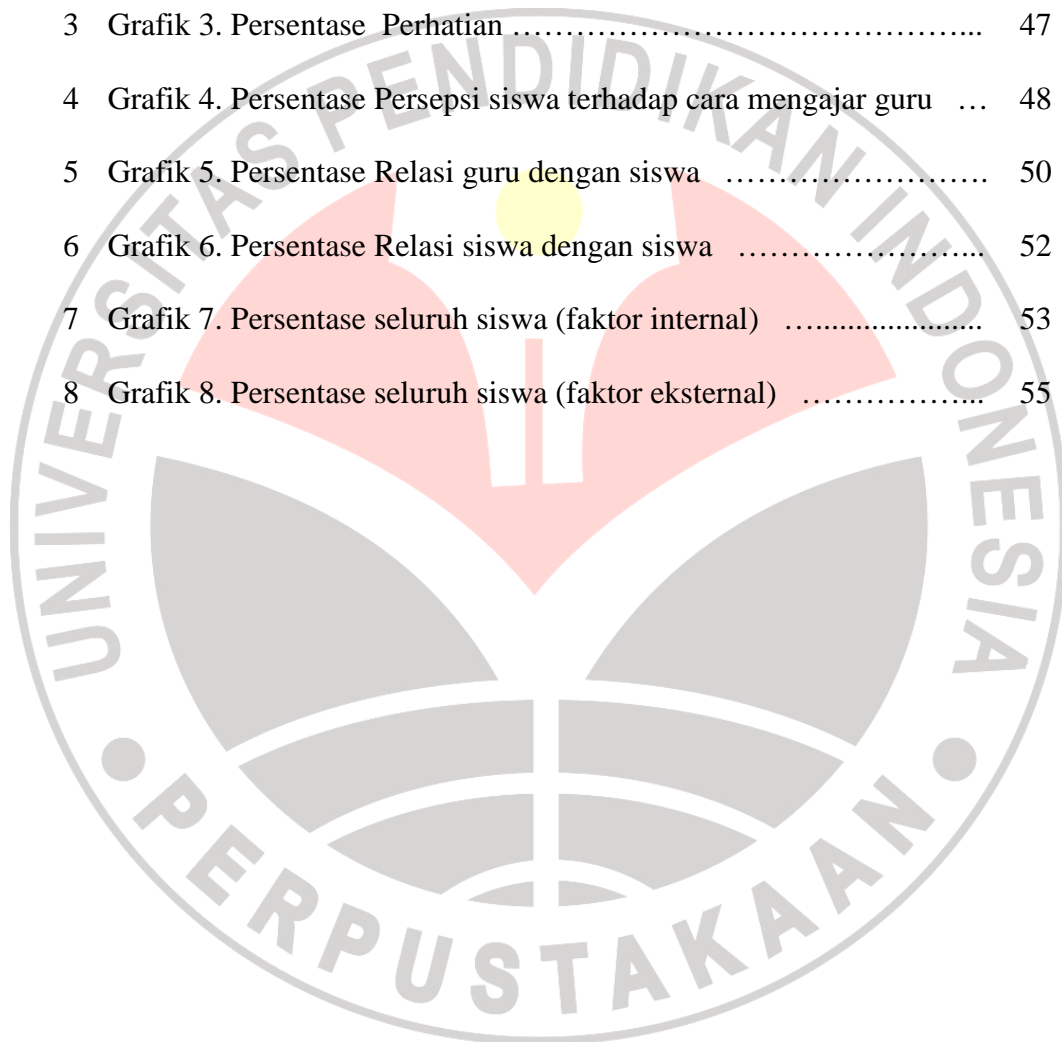 3 Grafik 3. Persentase Perhatian ……………………………………... 47
4 Grafik 4. Persentase Persepsi siswa terhadap cara mengajar guru … 48
5 Grafik 5. Persentase Relasi guru dengan siswa ……………………. 50
6 Grafik 6. Persentase Relasi siswa dengan siswa …………………... 52
7 Grafik 7. Persentase seluruh siswa (faktor internal) …..................... 53
8 Grafik 8. Persentase seluruh siswa (faktor eksternal) ……………... 55
UNIVERSITAS PENDIDIKAN INDONESIA
PERPUSTAKAAN